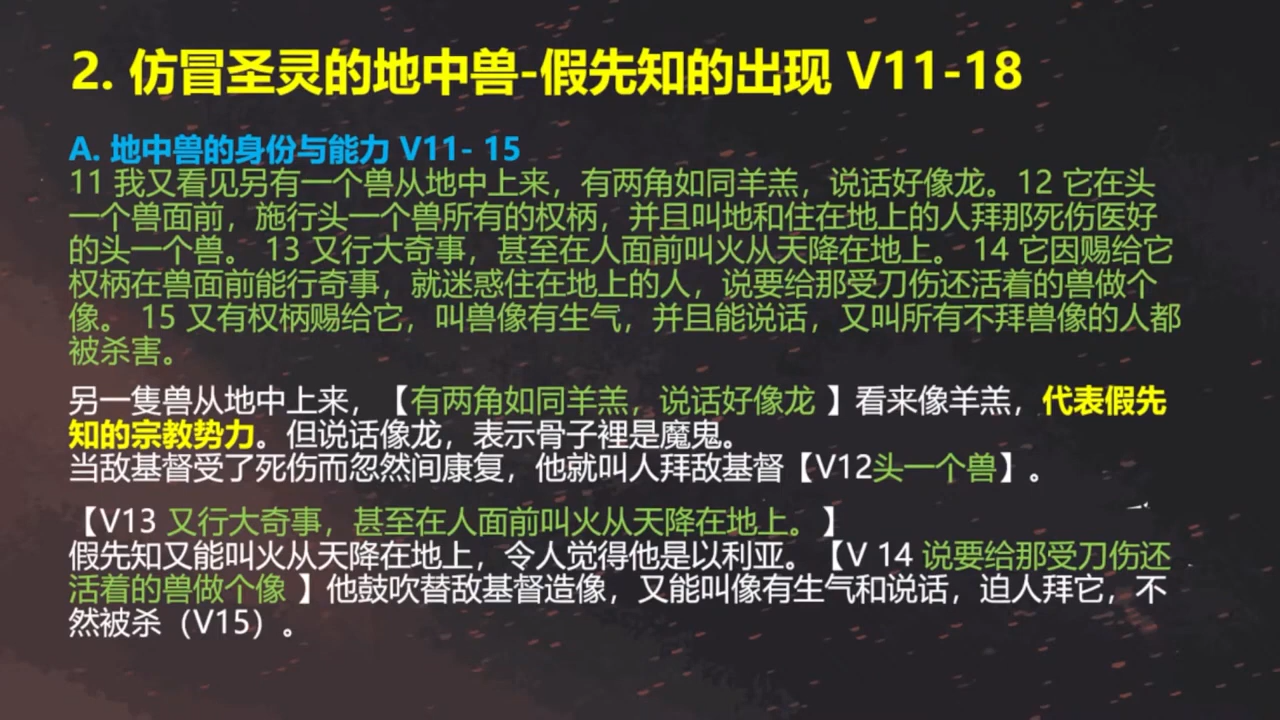 2. 仿冒圣灵的地中兽-假先知的出现 V11-18
A. 地中兽的身份与能力 V11- 15
11 我又看见另有一个兽从地中上来，有两角如同羊羔，说话好像龙。12 它在头
一个兽面前，施行头一个兽所有的权柄，并且叫地和住在地上的人拜那死伤医好
的头一个兽。 13 又行大奇事，甚至在人面前叫火从天降在地上。 14 它因赐给它
权柄在兽面前能行奇事，就迷惑住在地上的人，说要给那受刀伤还活着的兽做个
像。 15 又有权柄赐给它，叫兽像有生气，并且能说话，又叫所有不拜兽像的人都
被杀害。
另一隻兽从地中上来，【有两角如同羊羔，说话好像龙 】看来像羊羔，代表假先
知的宗教势力。但说话像龙，表示骨子裡是魔鬼。
当敌基督受了死伤而忽然间康复，他就叫人拜敌基督【V12头一个兽】。
【V13 又行大奇事，甚至在人面前叫火从天降在地上。 】
假先知又能叫火从天降在地上，令人觉得他是以利亚。【V 14 说要给那受刀伤还
活着的兽做个像 】他鼓吹替敌基督造像，又能叫像有生气和说话，迫人拜它，不
然被杀（V15）。